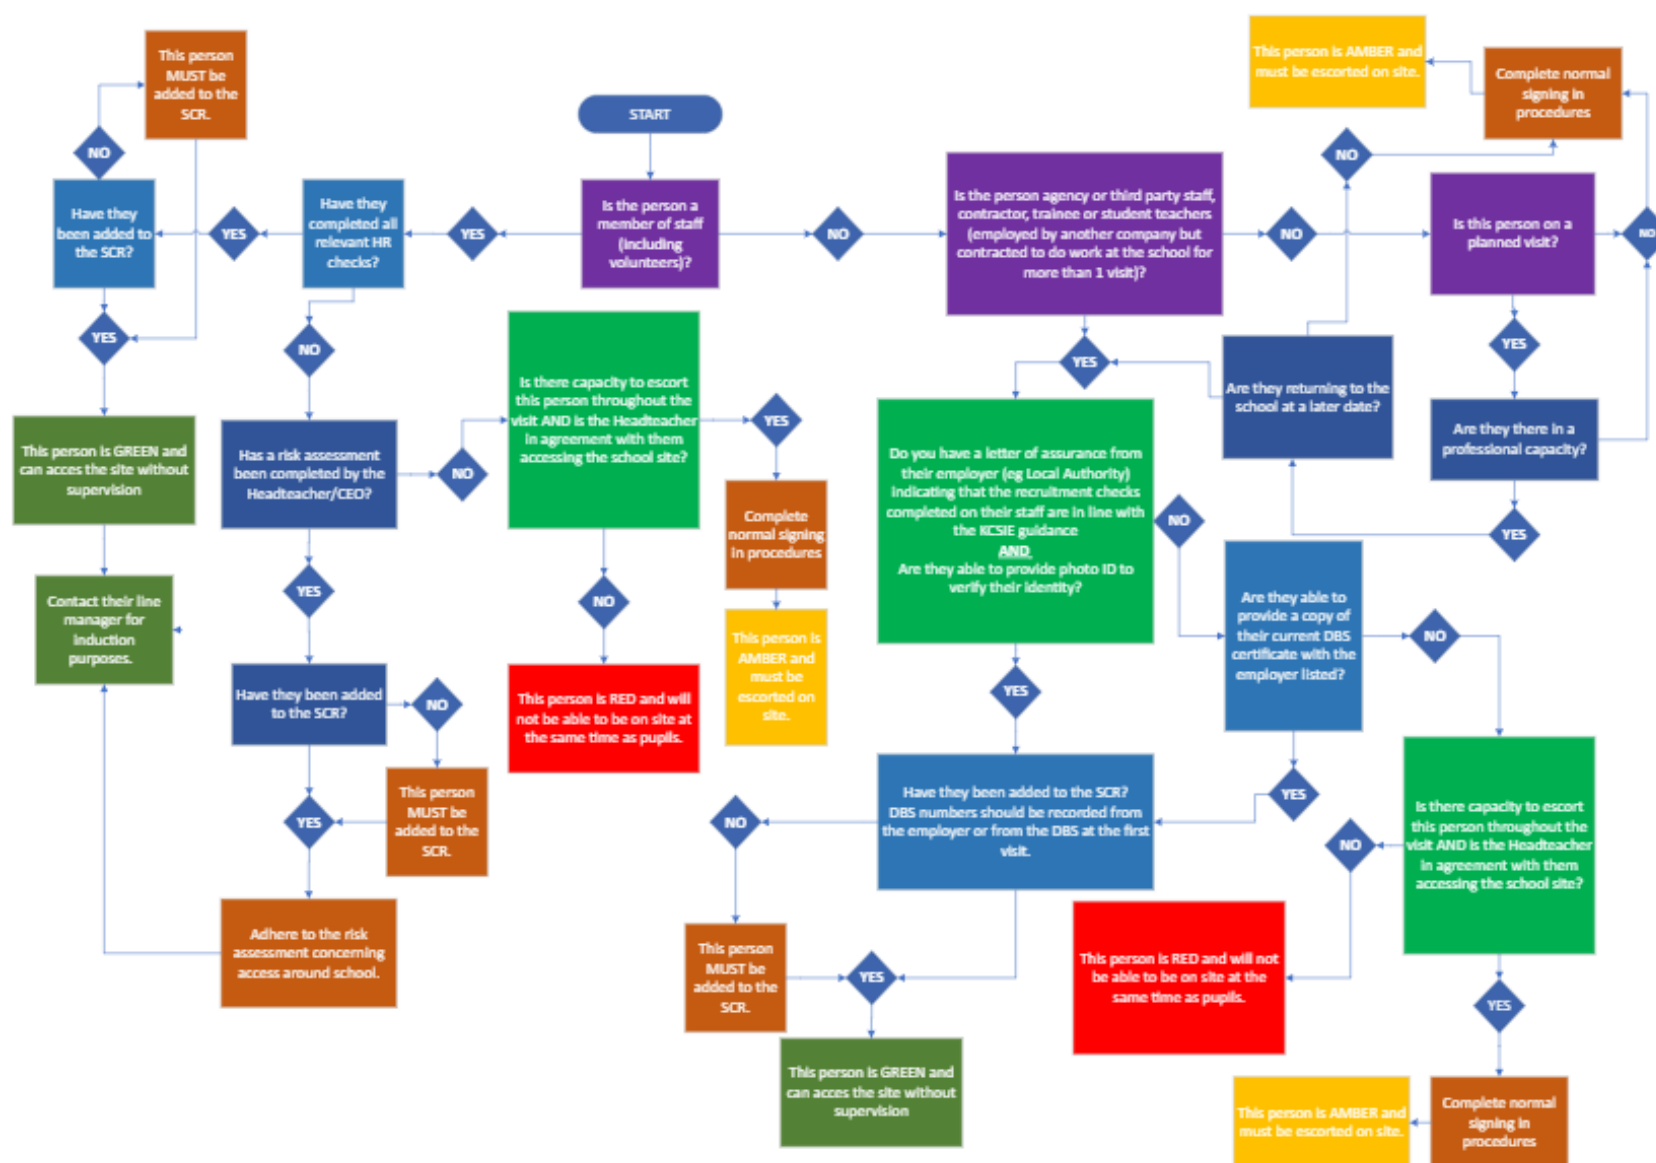 This person
MUST be
added to the
SCR.
NO
Have they
been added to
the SCR?
YES
Have they
completed all
relevant HR
checks?
YES
START
Is the person a
member of staff
(including
volunteers)?
NO
Is the person agency or third party staff,
contractor, trainee or student teachers
(employed by another company but
contracted to do work at the school for
more than 1 visit)?
NO
Is this person on a
planned visit?
NO
NO
Complete normal
signing in
procedures
This person is AMBER and
must be escorted on site.
YES
Are they there in a
professional capacity?
YES
Are they returning to the
school at a later date?
YES
This person is GREEN and
can acces the site without
supervision
Contact their line
manager for
induction
purposes.
NO
Has a risk assessment
been completed by the
Headteacher/CEO?
NO
Is there capacity to escort
this person throughout the
visit AND is the Headteacher
in agreement with them
accessing the school site?
YES
Complete
normal signing
in procedures
This person is
AMBER and
must be
escorted on
site.
NO
This person is RED and will
not be able to be on site at
the same time as pupils.
YES
Have they been added
to the SCR?
NO
This person
MUST be
added to the
SCR.
YES
Adhere to the risk
assessment concerning
access around school.
YES
Do you have a letter of assurance from
their employer (eg Local Authority)
indicating that the recruitment checks
completed on their staff are in line with
the KCSIE guidance
AND
Are they able to provide photo ID to
verify their identity?
NO
Are they able to
provide a copy of
their current DBS
certificate with the
employer listed?
NO
YES
YES
Have they been added to the SCR?
DBS numbers should be recorded from
the employer or from the DBS at the first
visit.
NO
This person
MUST be
added to the
SCR.
YES
This person is GREEN and
can acces the site without
supervision
Is there capacity to escort
this person throughout the
visit AND is the Headteacher
in agreement with them
accessing the school site?
NO
This person is RED and will not
be able to be on site at the
same time as pupils.
YES
Complete normal
signing in
procedures
This person is AMBER and
must be escorted on site.